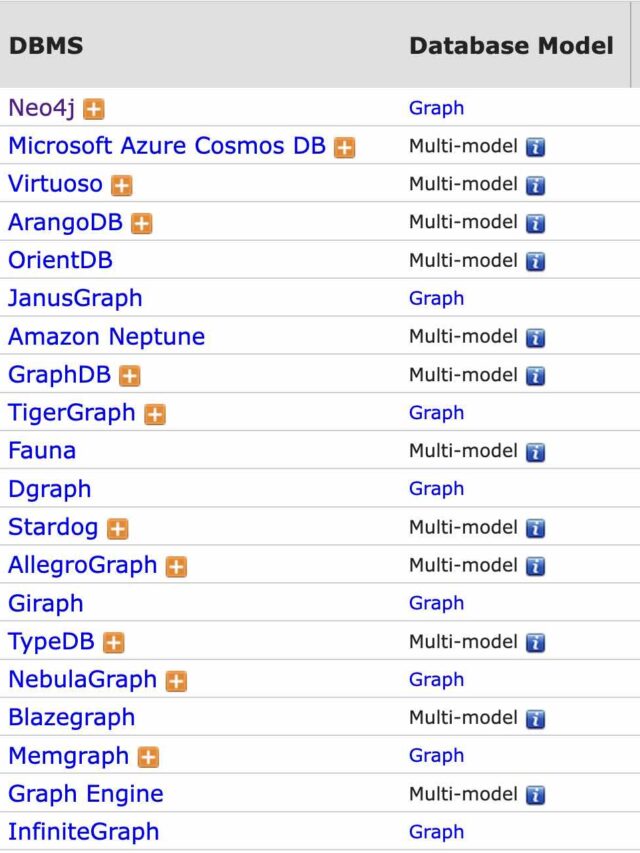 DBMS Database Model
Neo4j Graph
Microsoft Azure Cosmos DB Multi-model
Virtuoso Multi-model
ArangoDB Multi-model
OrientDB Multi-model
JanusGraph Graph
Amazon Neptune Multi-model
GraphDB Multi-model
TigerGraph Graph
Fauna Multi-model
Dgraph Graph
Stardog Multi-model
AllegroGraph Multi-model
Giraph Graph
TypeDB Multi-model
NebulaGraph Graph
Blazegraph Multi-model
Memgraph Graph
Graph Engine Multi-model
InfiniteGraph Graph